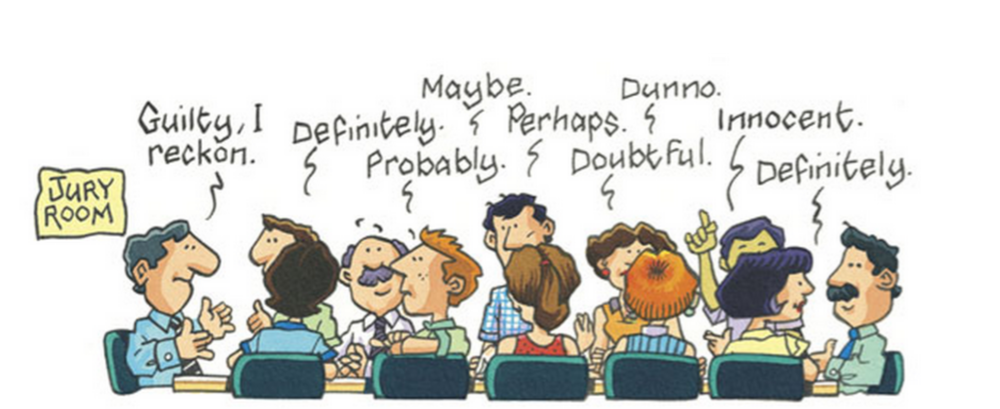 JURY
ROOM
Guilty, I
reckon.
Definitely.
Probably.
Maybe.
Perhaps.
Dunno.
Doubtful.
Innocent.
Definitely.